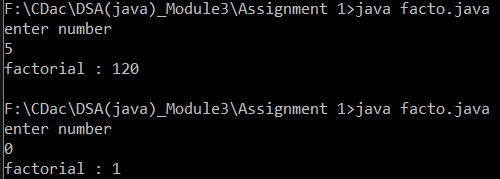 F:\CDac\DSA(java)_Module3\Assignment 1>java facto.java
enter number
5
factorial : 120
F:\CDac\DSA(java)_Module3\Assignment 1>java facto.java
enter number
0
factorial : 1